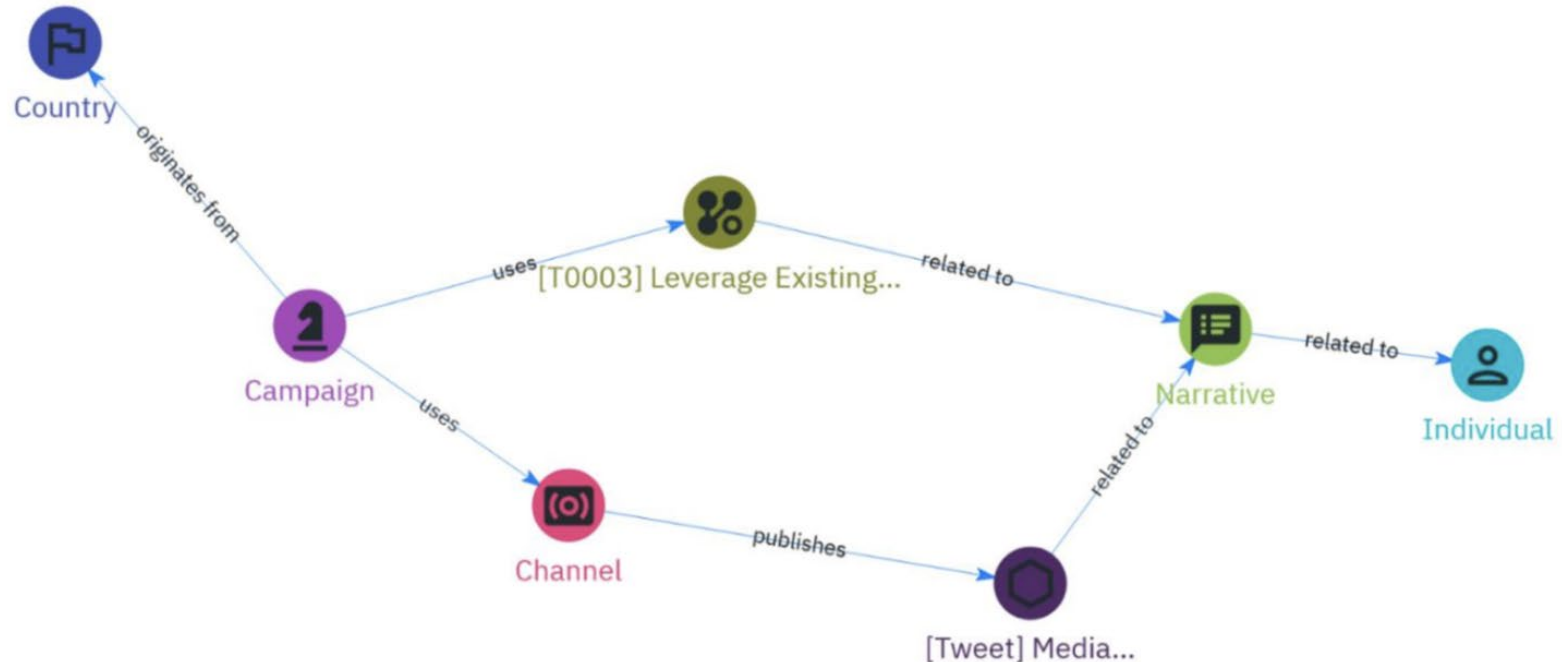 Country
originates from
uses
[T0003] Leverage Existing...
related to
Campaign
Narrative
related to
Individual
uses
Channel
publishes
related to
[Tweet] Media...